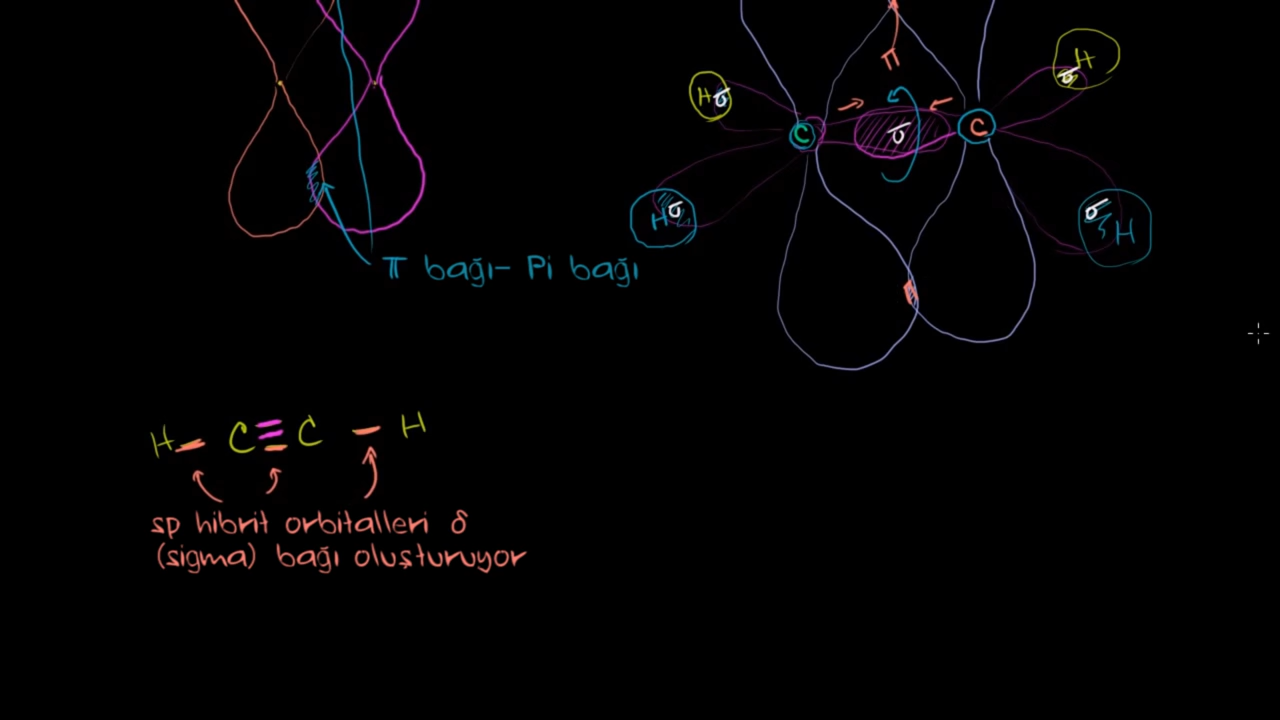 π
H σ
σ H
C σ C
H σ
σ H
π bağı- Pi bağı
H - C ≡ C - H
sp hibrit orbitalleri δ
(sigma) bağı oluşturuyor